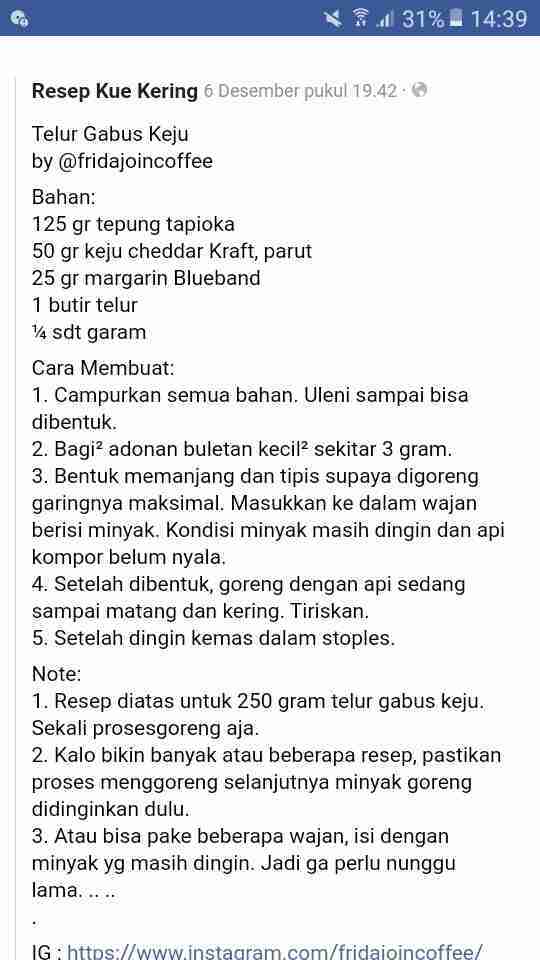 31% 14:39
Resep Kue Kering 6 Desember pukul 19.42 ·
Telur Gabus Keju
by @fridajoincoffee
Bahan:
125 gr tepung tapioka
50 gr keju cheddar Kraft, parut
25 gr margarin Blueband
1 butir telur
¼ sdt garam
Cara Membuat:
1. Campurkan semua bahan. Uleni sampai bisa
dibentuk.
2. Bagi² adonan buletan kecil² sekitar 3 gram.
3. Bentuk memanjang dan tipis supaya digoreng
garingnya maksimal. Masukkan ke dalam wajan
berisi minyak. Kondisi minyak masih dingin dan api
kompor belum nyala.
4. Setelah dibentuk, goreng dengan api sedang
sampai matang dan kering. Tiriskan.
5. Setelah dingin kemas dalam stoples.
Note:
1. Resep diatas untuk 250 gram telur gabus keju.
Sekali prosesgoreng aja.
2. Kalo bikin banyak atau beberapa resep, pastikan
proses menggoreng selanjutnya minyak goreng
didinginkan dulu.
3. Atau bisa pake beberapa wajan, isi dengan
minyak yg masih dingin. Jadi ga perlu nunggu
lama. .. ..
.
IG : https://www.instagram.com/fridajoincoffee/